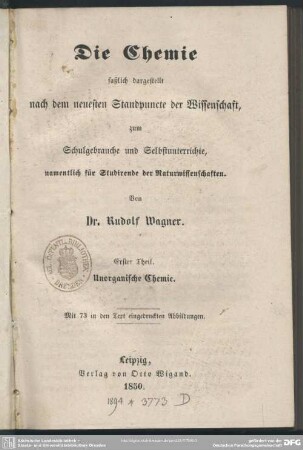 Die Chemie
faßlich dargestellt
nach dem neuesten Standpuncte der Wissenschaft,
zum
Schulgebrauche und Selbstunterrichte,
namentlich für Studirende der Naturwissenschaften.
Von
Dr. Rudolf Wagner.
Erster Theil.
Unorganische Chemie.
Mit 73 in den Text eingedruckten Abbildungen.
Leipzig,
Verlag von Otto Wigand.
1850.
1894 * 3773 D